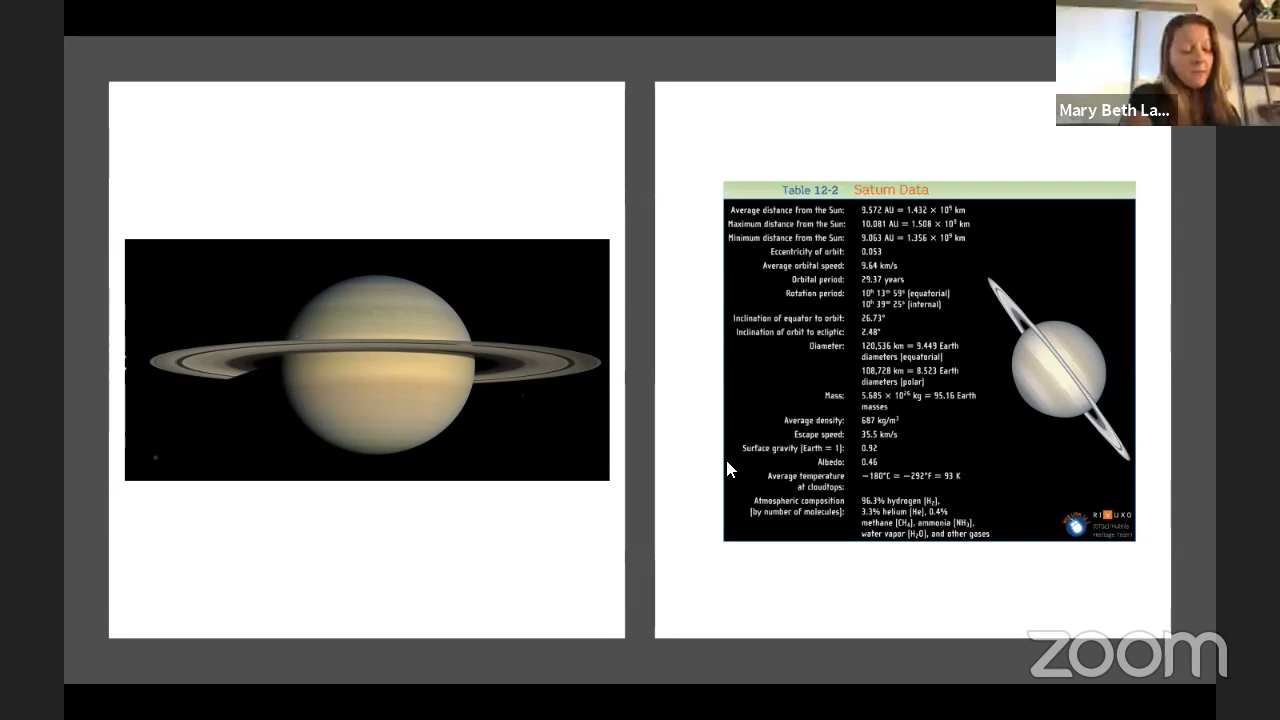 Mary Beth La...
Table 12-2 Saturn Data
Average distance from the Sun: 9.572 AU = 1.432 × 10⁹ km
Maximum distance from the Sun: 10.081 AU = 1.508 × 10⁹ km
Minimum distance from the Sun: 9.063 AU = 1.356 × 10⁹ km
Eccentricity of orbit: 0.053
Average orbital speed: 9.64 km/s
Orbital period: 29.37 years
Rotation period: 10ʰ 13ᵐ 59ˢ (equatorial)
10ʰ 39ᵐ 25ˢ (internal)
Inclination of equator to orbit: 26.73°
Inclination of orbit to ecliptic: 2.48°
Diameter: 120,536 km = 9.449 Earth
diameters (equatorial)
108,728 km = 8.523 Earth
diameters (polar)
Mass: 5.685 × 10²⁶ kg = 95.16 Earth
masses
Average density: 687 kg/m³
Escape speed: 35.5 km/s
Surface gravity (Earth = 1): 0.92
Albedo: 0.46
Average temperature −180°C = −292°F = 93 K
at cloudtops:
Atmospheric composition 96.3% hydrogen (H₂),
(by number of molecules): 3.3% helium (He), 0.4%
methane (CH₄), ammonia (NH₃),
water vapor (H₂O), and other gases
R I V U X G
(STScI/Hubble
Heritage Team)
zoom